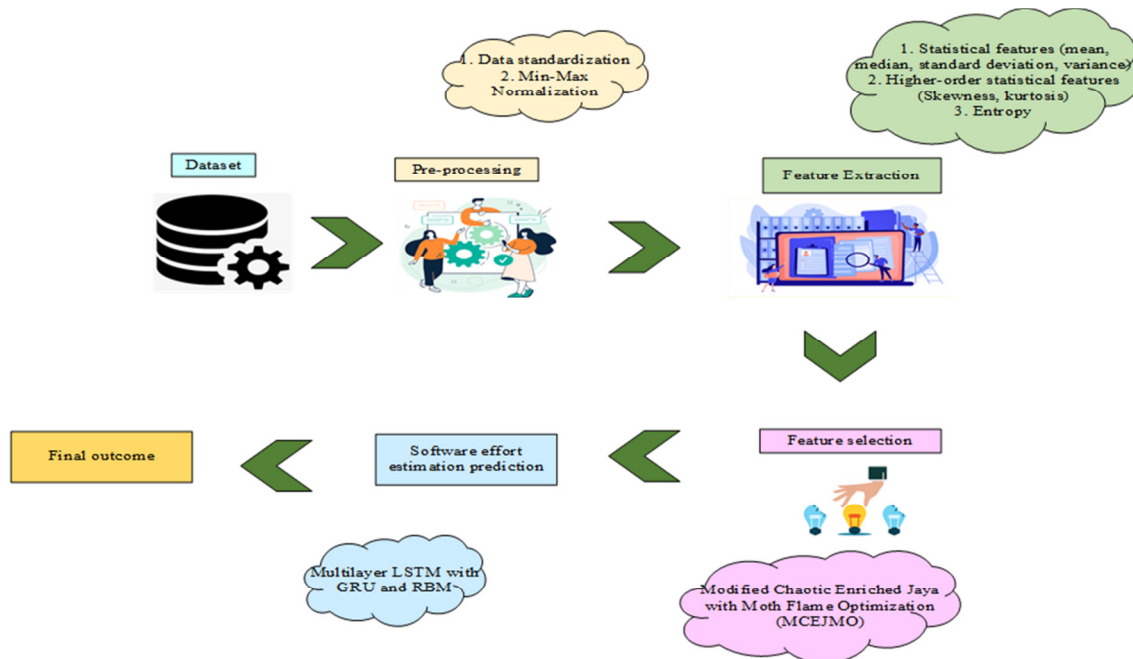 1. Data standardization
2. Min-Max
Normalization
1. Statistical features (mean,
median, standard deviation, variance)
2. Higher-order statistical features
(Skewness, kurtosis)
3. Entropy
Dataset
Pre-processing
Feature Extraction
Final outcome
Software effort
estimation prediction
Feature selection
Multilayer LSTM with
GRU and RBM
Modified Chaotic Enriched Jaya
with Moth Flame Optimization
(MCEJMO)